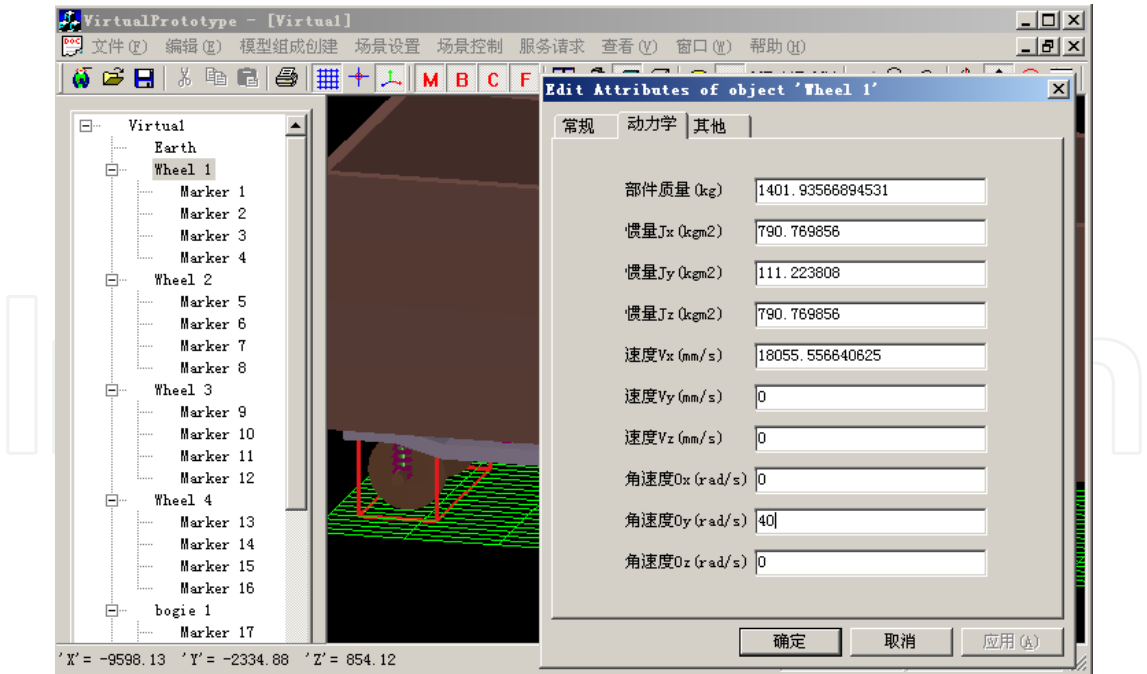 VirtualPrototype - [Virtual]
文件(F) 编辑(E) 模型组成创建 场景设置 场景控制 服务请求 查看(V) 窗口(W) 帮助(H)
M B C F
Edit Attributes of object 'Wheel 1'
常规 动力学 其他
Virtual
Earth
Wheel 1
Marker 1
Marker 2
Marker 3
Marker 4
Wheel 2
Marker 5
Marker 6
Marker 7
Marker 8
Wheel 3
Marker 9
Marker 10
Marker 11
Marker 12
Wheel 4
Marker 13
Marker 14
Marker 15
Marker 16
bogie 1
Marker 17
部件质量(kg) 1401.93566894531
惯量Jx(kgm2) 790.769856
惯量Jy(kgm2) 111.223808
惯量Jz(kgm2) 790.769856
速度Vx(mm/s) 18055.556640625
速度Vy(mm/s) 0
速度Vz(mm/s) 0
角速度Ox(rad/s) 0
角速度Oy(rad/s) 40
角速度Oz(rad/s) 0
确定 取消 应用(A)
'X'= -9598.13 'Y'= -2334.88 'Z'= 854.12